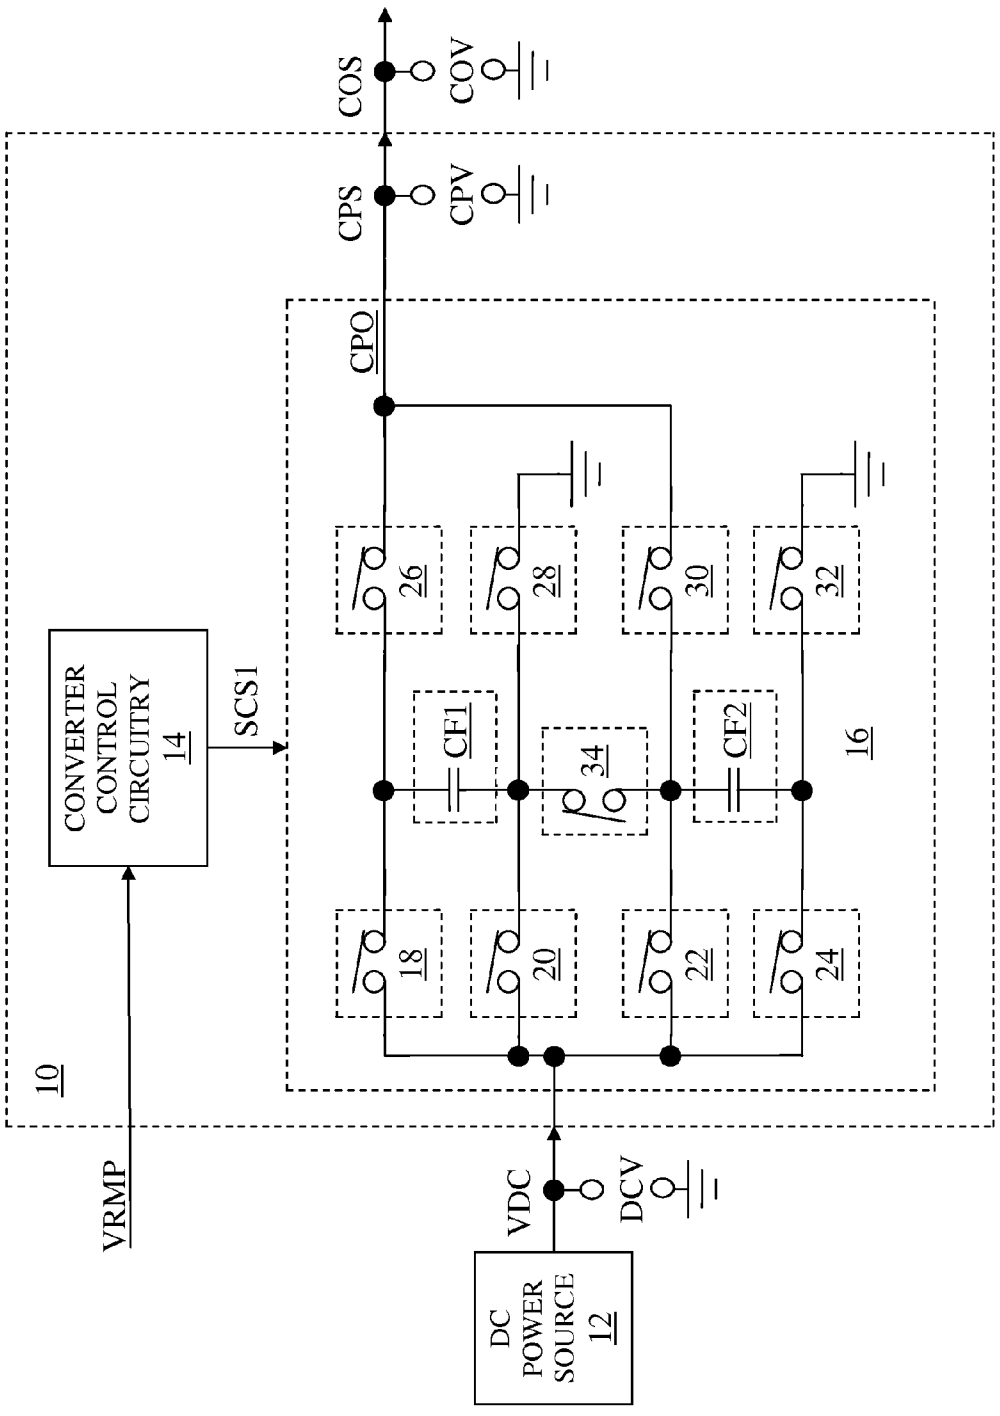 10
VRMP
CONVERTER
CONTROL
CIRCUITRY
14
SCS1
DC
POWER
SOURCE
12
VDC
DCV
18
20
22
24
CF1
34
CF2
16
26
28
30
32
CPO
CPS
CPV
COS
COV